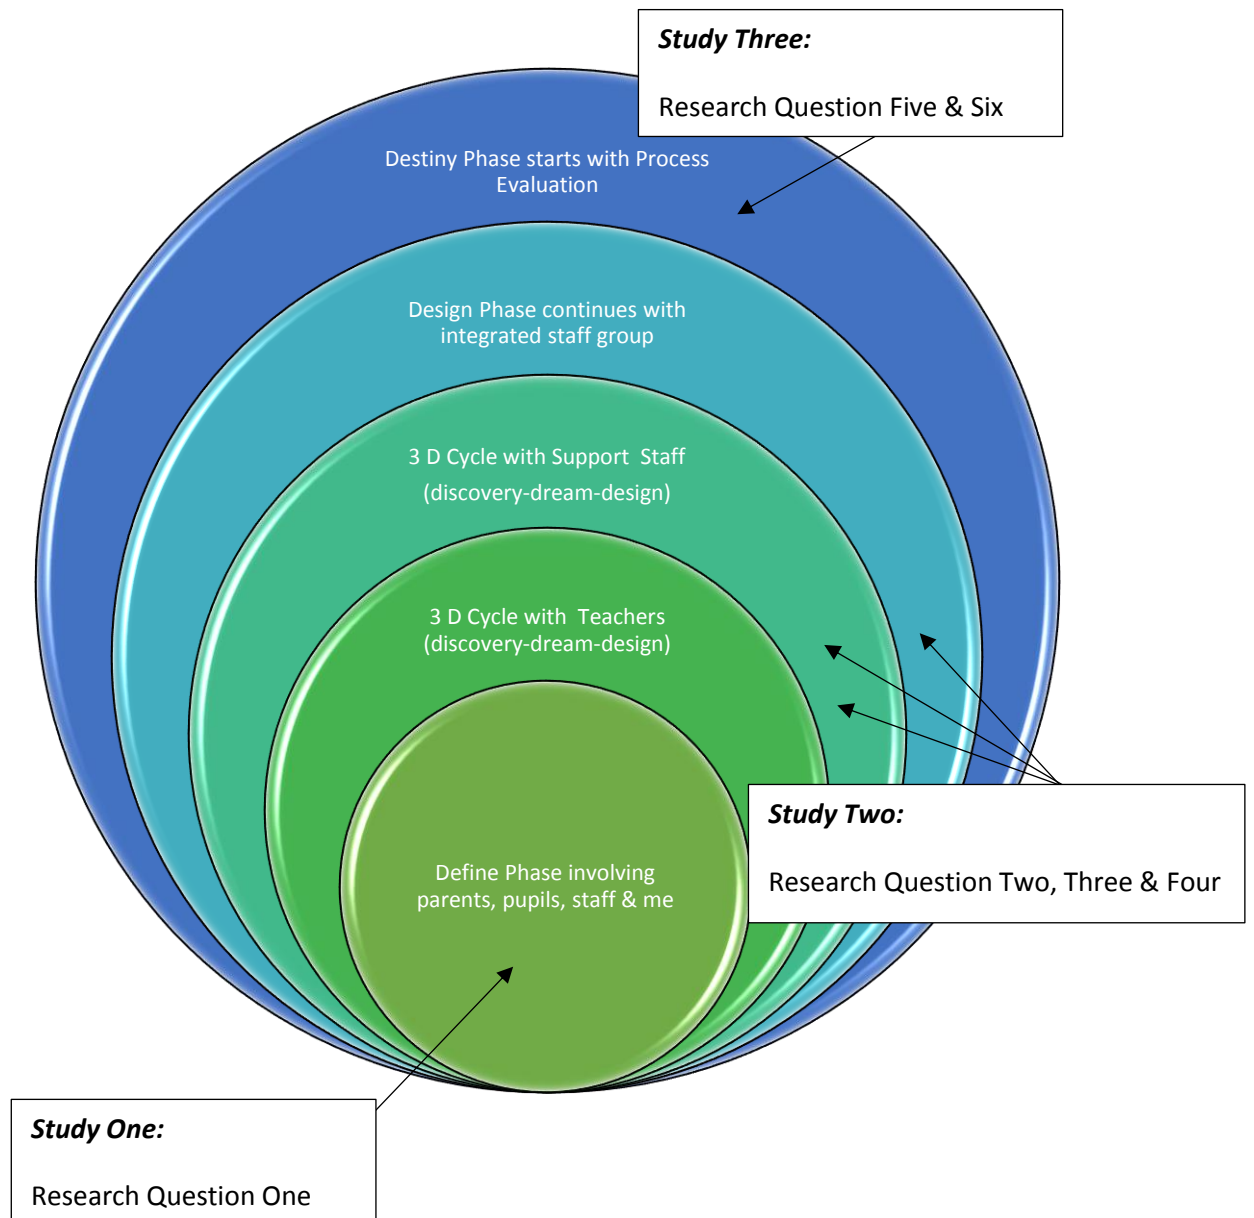 Study Three:
Research Question Five & Six
Destiny Phase starts with Process
Evaluation
Design Phase continues with
integrated staff group
3 D Cycle with Support Staff
(discovery-dream-design)
3 D Cycle with Teachers
(discovery-dream-design)
Study Two:
Research Question Two, Three & Four
Define Phase involving
parents, pupils, staff & me
Study One:
Research Question One